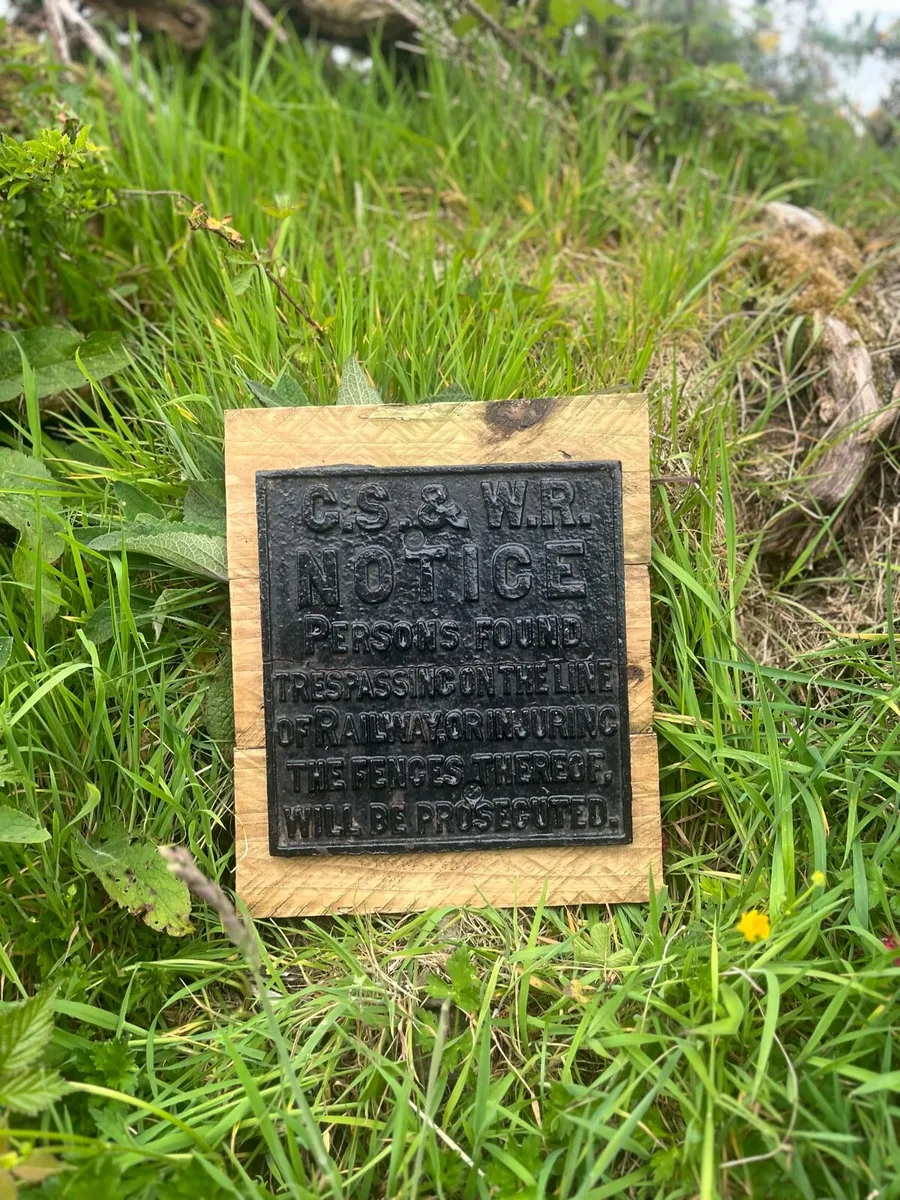 C.S. & W.R.
NOTICE
PERSONS FOUND
TRESPASSING ON THE LINE
OF RAILWAY, OR INJURING
THE FENCES THEREOF,
WILL BE PROSECUTED.